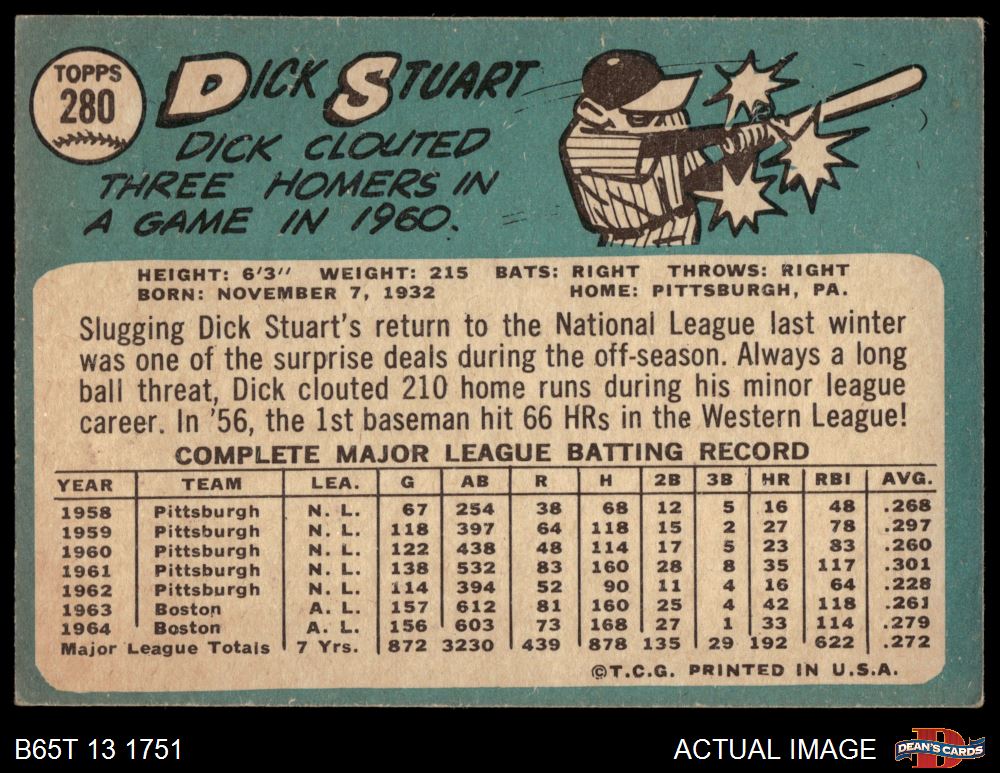 TOPPS
280
DICK STUART
DICK CLOUTED
THREE HOMERS IN
A GAME IN 1960.
HEIGHT: 6'3" WEIGHT: 215 BATS: RIGHT THROWS: RIGHT
BORN: NOVEMBER 7, 1932 HOME: PITTSBURGH, PA.
Slugging Dick Stuart's return to the National League last winter
was one of the surprise deals during the off-season. Always a long
ball threat, Dick clouted 210 home runs during his minor league
career. In '56, the 1st baseman hit 66 HRs in the Western League!
COMPLETE MAJOR LEAGUE BATTING RECORD
YEAR TEAM LEA. G AB R H 2B 3B HR RBI AVG.
1958 Pittsburgh N. L. 67 254 38 68 12 5 16 48 .268
1959 Pittsburgh N. L. 118 397 64 118 15 2 27 78 .297
1960 Pittsburgh N. L. 122 438 48 114 17 5 23 83 .260
1961 Pittsburgh N. L. 138 532 83 160 28 8 35 117 .301
1962 Pittsburgh N. L. 114 394 52 90 11 4 16 64 .228
1963 Boston A. L. 157 612 81 160 25 4 42 118 .261
1964 Boston A. L. 156 603 73 168 27 1 33 114 .279
Major League Totals 7 Yrs. 872 3230 439 878 135 29 192 622 .272
©T.C.G. PRINTED IN U.S.A.
B65T 13 1751 ACTUAL IMAGE
D
DEAN'S CARDS